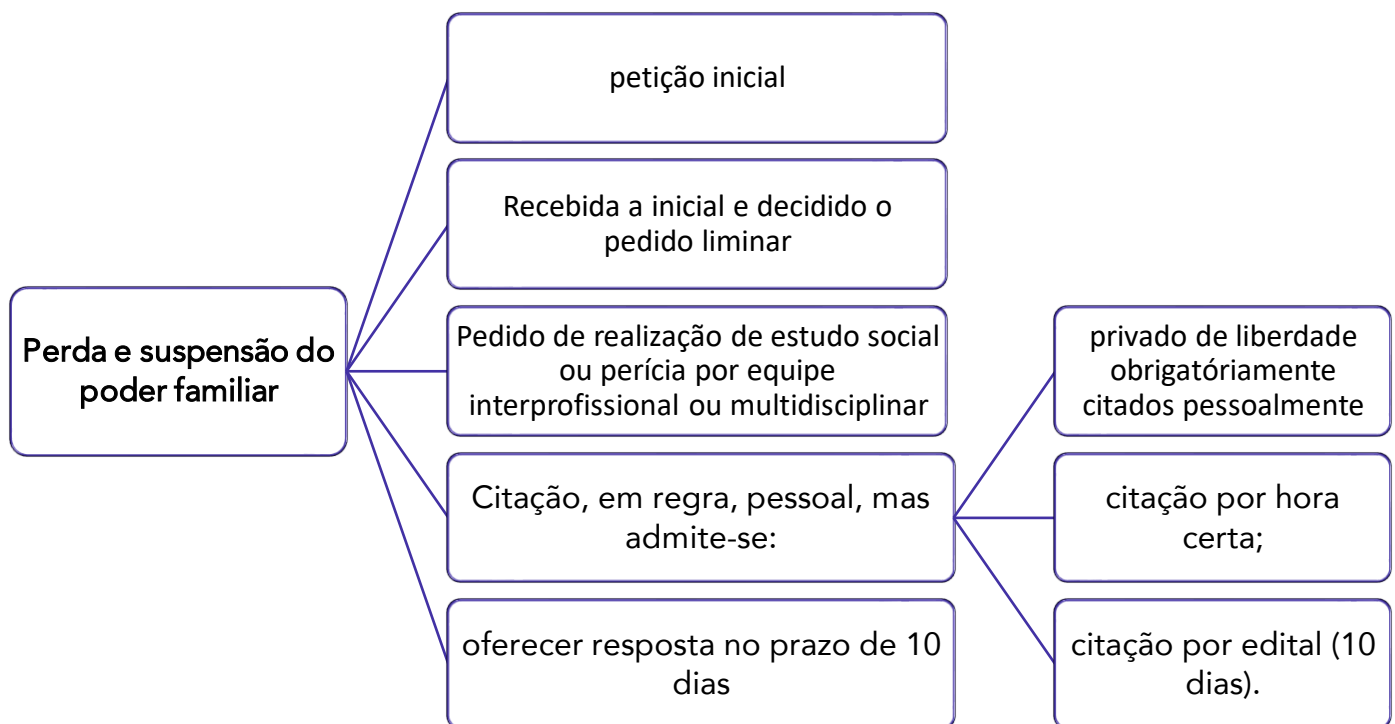 petição inicial
Recebida a inicial e decidido o
pedido liminar
Perda e suspensão do
poder familiar
Pedido de realização de estudo social
ou perícia por equipe
interprofissional ou multidisciplinar
privado de liberdade
obrigatóriamente
citados pessoalmente
Citação, em regra, pessoal, mas
admite-se:
citação por hora
certa;
oferecer resposta no prazo de 10
dias
citação por edital (10
dias).